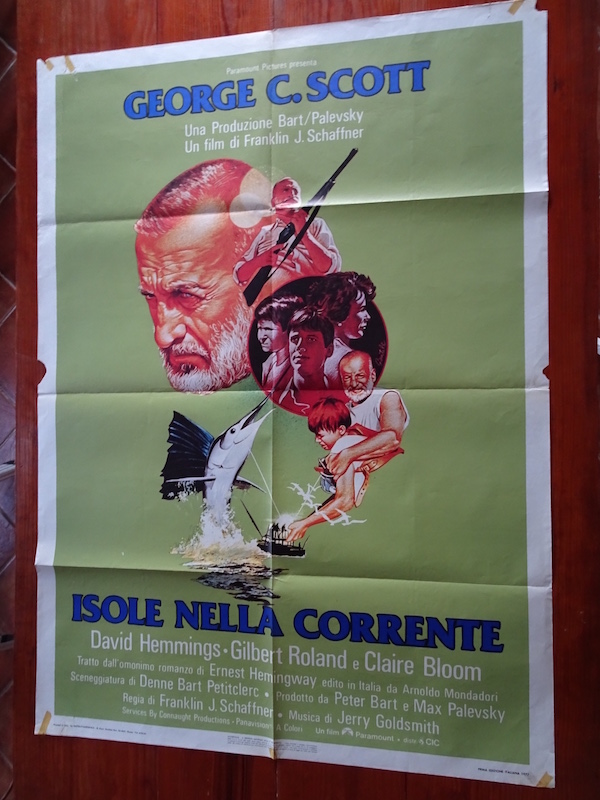 Paramount Pictures presenta
GEORGE C. SCOTT
Una Produzione Bart/Palevsky
Un film di Franklin J. Schaffner
ISOLE NELLA CORRENTE
David Hemmings • Gilbert Roland e Claire Bloom
Tratto dall'omonimo romanzo di Ernest Hemingway edito in Italia da Arnoldo Mondadori
Sceneggiatura di Denne Bart Petitclerc • Prodotto da Peter Bart e Max Palevsky
Regia di Franklin J. Schaffner • Musica di Jerry Goldsmith
Services By Connaught Productions • Panavision A Colori Un film Paramount distr. CIC
PRIMA EDIZIONE ITALIANA